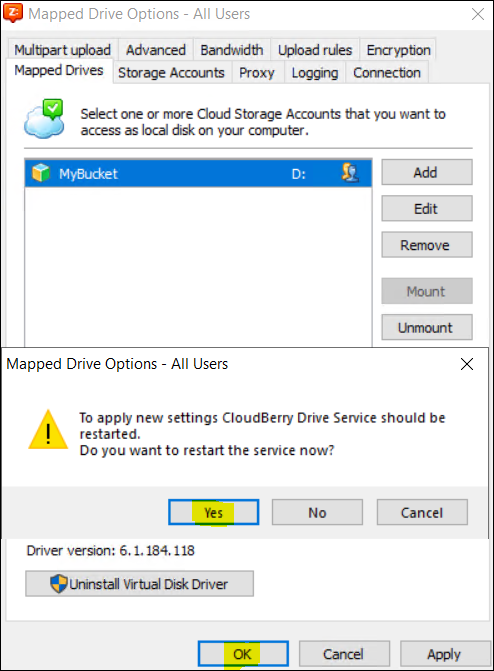 Mapped Drive Options - All Users
Multipart upload Advanced Bandwidth Upload rules Encryption
Mapped Drives Storage Accounts Proxy Logging Connection
Select one or more Cloud Storage Accounts that you want to
access as local disk on your computer.
MyBucket D:
Add
Edit
Remove
Mount
Unmount
Mapped Drive Options - All Users
To apply new settings CloudBerry Drive Service should be
restarted.
Do you want to restart the service now?
Yes No Cancel
Driver version: 6.1.184.118
Uninstall Virtual Disk Driver
OK Cancel Apply